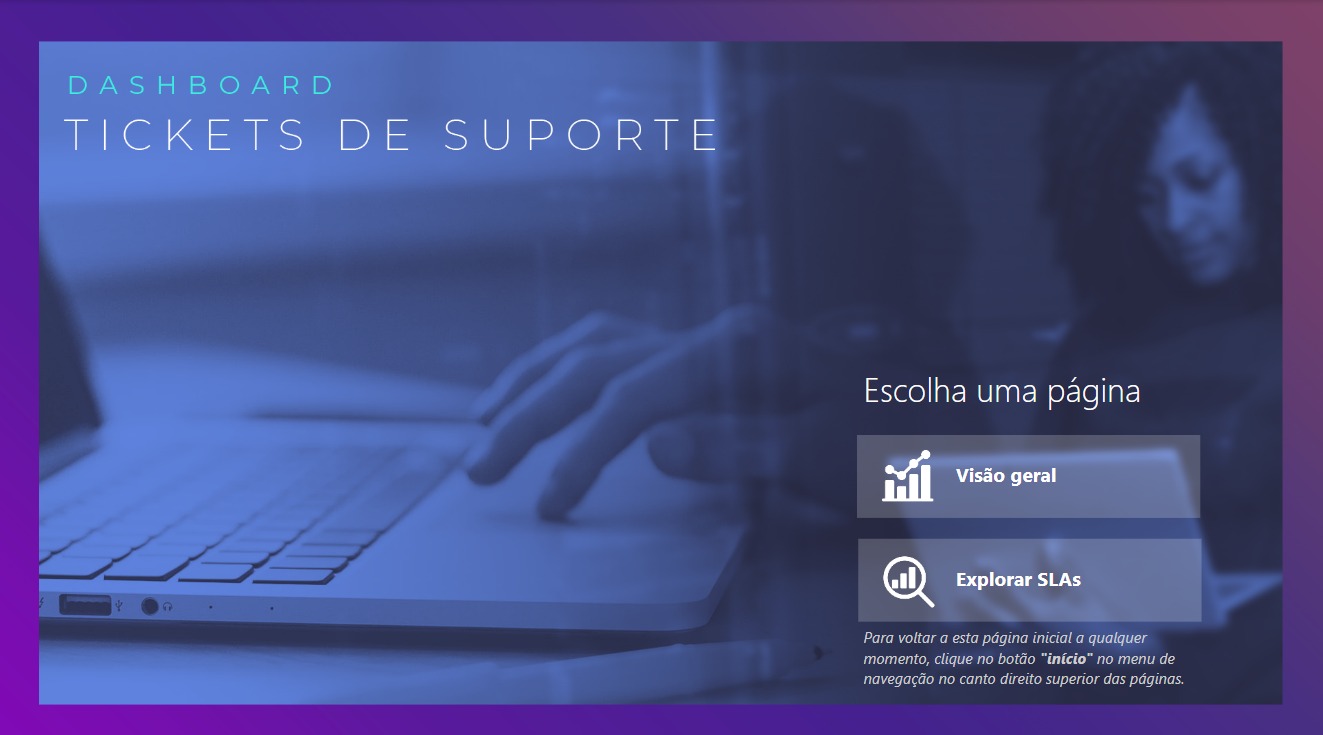 DASHBOARD
TICKETS DE SUPORTE
Escolha uma página
Visão geral
Explorar SLAs
Para voltar a esta página inicial a qualquer
momento, clique no botão "início" no menu de
navegação no canto direito superior das páginas.